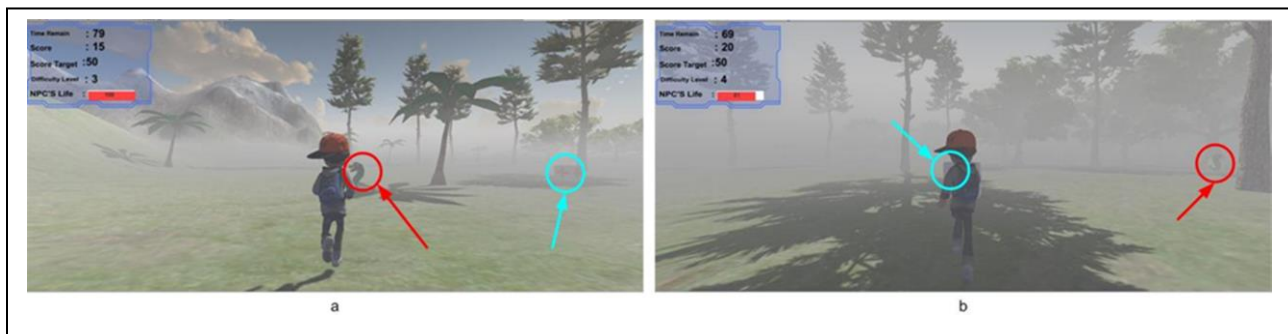 Time Remain : 79
Score : 15
Score Target :50
Difficulty Level : 3
NPC'S Life : 100
a
Time Remain : 69
Score : 20
Score Target :50
Difficulty Level : 4
NPC'S Life :
b